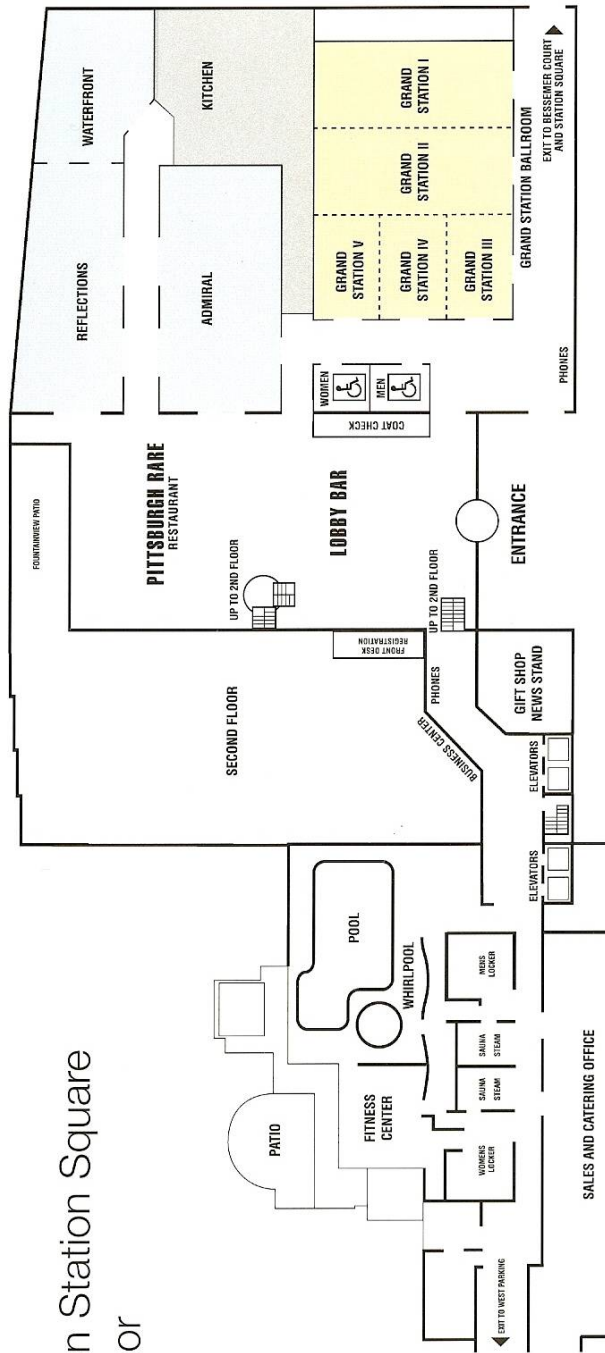 n Station Square
or
WATERFRONT
REFLECTIONS
KITCHEN
ADMIRAL
GRAND
STATION I
GRAND
STATION II
GRAND
STATION V
GRAND
STATION IV
GRAND
STATION III
GRAND STATION BALLROOM
EXIT TO BESSEMER COURT
AND STATION SQUARE
PHONES
WOMEN
MEN
COAT CHECK
FOUNTAINVIEW PATIO
PITTSBURGH RARE
RESTAURANT
LOBBY BAR
UP TO 2ND FLOOR
UP TO 2ND FLOOR
ENTRANCE
SECOND FLOOR
FRONT DESK
REGISTRATION
PHONES
BUSINESS CENTER
GIFT SHOP
NEWS STAND
ELEVATORS
ELEVATORS
POOL
WHIRLPOOL
MENS
LOCKER
SAUNA
STEAM
SAUNA
STEAM
FITNESS
CENTER
PATIO
WOMENS
LOCKER
SALES AND CATERING OFFICE
EXIT TO WEST PARKING